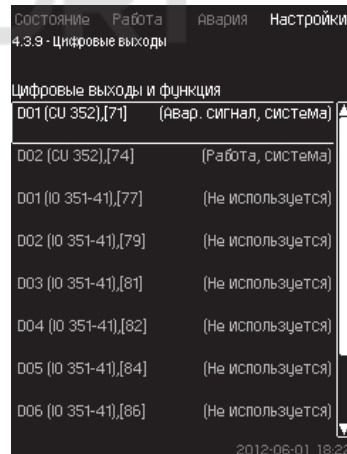 Состояние Работа Авария Настройки
4.3.9 - Цифровые выходы
Цифровые выходы и функция
DO1 (CU 352),[71] (Авар. сигнал, система)
DO2 (CU 352),[74] (Работа, система)
DO1 (IO 351-41),[77] (Не используется)
DO2 (IO 351-41),[79] (Не используется)
DO3 (IO 351-41),[81] (Не используется)
DO4 (IO 351-41),[82] (Не используется)
DO5 (IO 351-41),[84] (Не используется)
DO6 (IO 351-41),[86] (Не используется)
2012-06-01 18:22